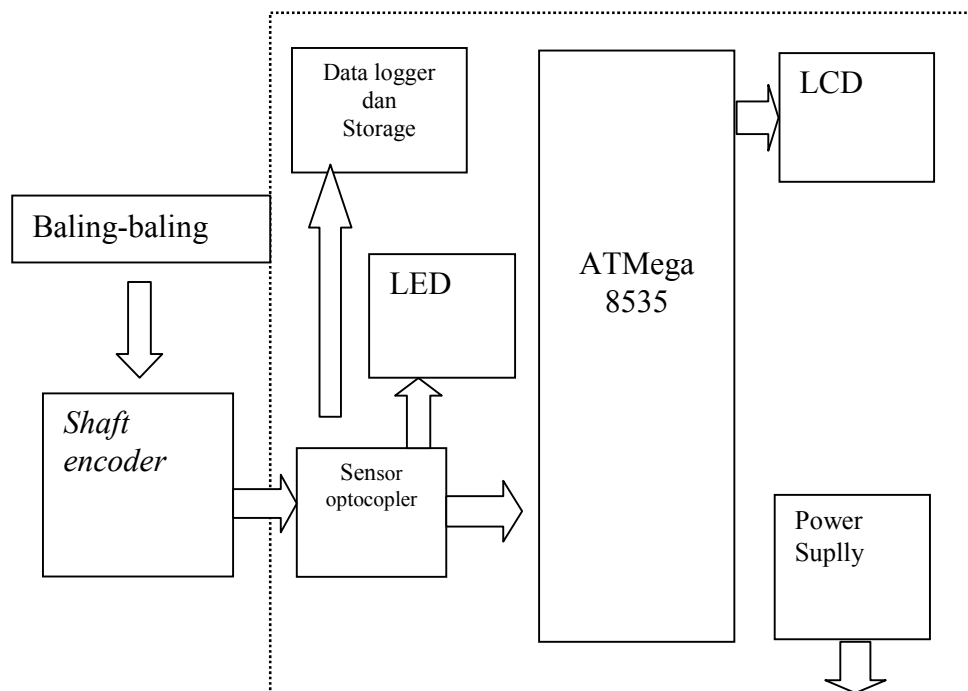 Data logger
dan
Storage
LCD
Baling-baling
LED
ATMega
8535
Shaft
encoder
Sensor
optocopler
Power
Suplly